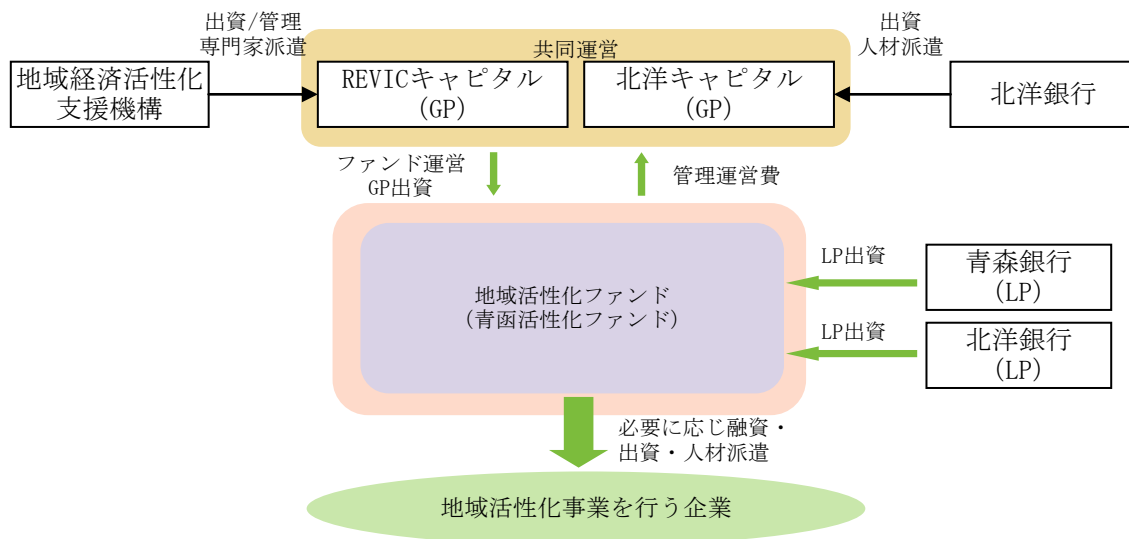 出資/管理
専門家派遣
共同運営
出資
人材派遣
地域経済活性化
支援機構
REVICキャピタル
(GP)
北洋キャピタル
(GP)
北洋銀行
ファンド運営
GP出資
管理運営費
地域活性化ファンド
(青函活性化ファンド)
LP出資
青森銀行
(LP)
LP出資
北洋銀行
(LP)
必要に応じ融資・
出資・人材派遣
地域活性化事業を行う企業